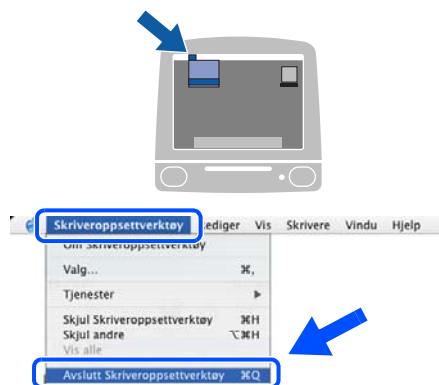 Skriveroppsettverktøy Rediger Vis Skrivere Vindu Hjelp
Om Skriveroppsettverktøy
Valg... ⌘,
Tjenester ▶
Skjul Skriveroppsettverktøy ⌘H
Skjul andre ⌥⌘H
Vis alle
Avslutt Skriveroppsettverktøy ⌘Q